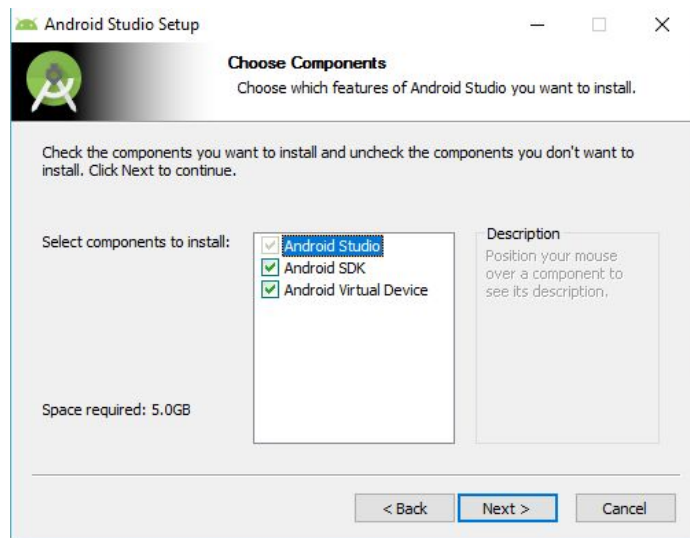 Android Studio Setup
Choose Components
Choose which features of Android Studio you want to install.
Check the components you want to install and uncheck the components you don't want to
install. Click Next to continue.
Select components to install:
Android Studio
Android SDK
Android Virtual Device
Description
Position your mouse
over a component to
see its description.
Space required: 5.0GB
< Back
Next >
Cancel